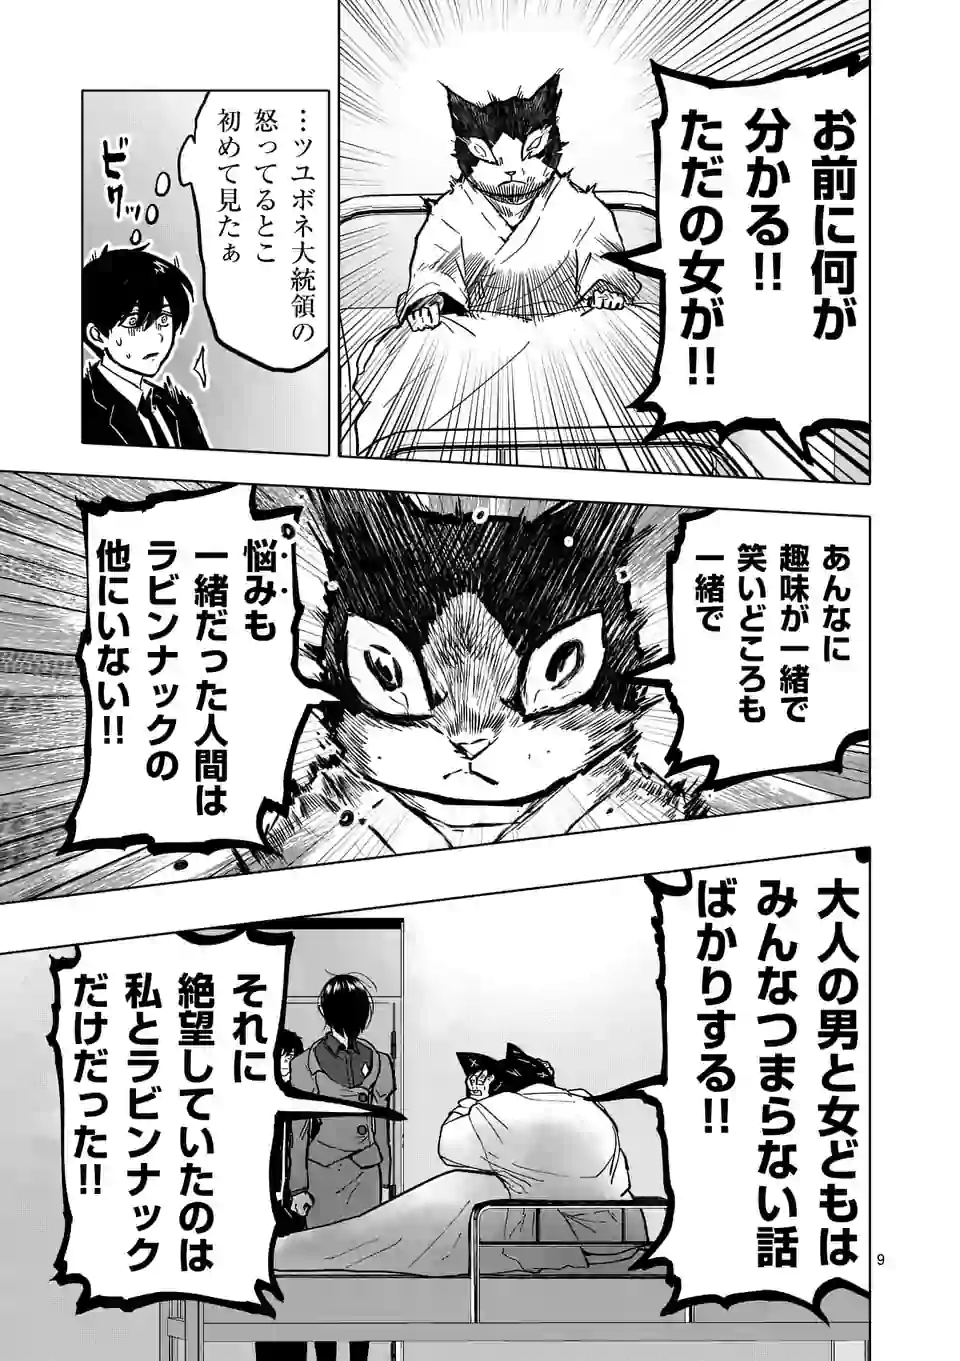 お前に何が
分かる!!
ただの女が!!
…ツユボネ大統領の
怒ってるとこ
初めて見たぁ
ビクッ
あんなに
趣味が一緒で
笑いどころも
一緒で
悩みも
一緒だった人間は
ラビンナックの
他にいない!!
大人の男と女どもは
みんなつまらない話
ばかりする!!
それに
絶望していたのは
私とラビンナック
だけだった!!
9